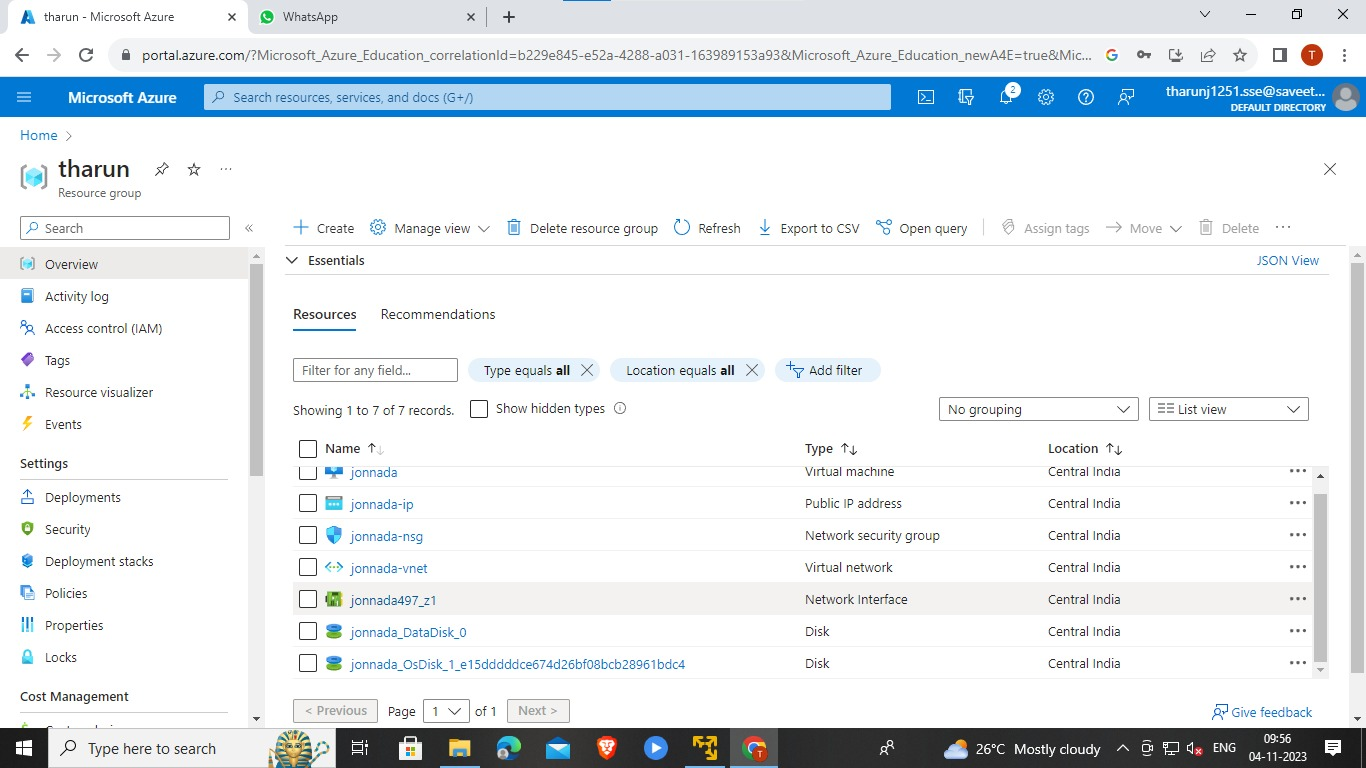 tharun - Microsoft Azure
WhatsApp
portal.azure.com/?Microsoft_Azure_Education_correlationId=b229e845-e52a-4288-a031-163989153a93&Microsoft_Azure_Education_newA4E=true&Mic...
T
Microsoft Azure
Search resources, services, and docs (G+/)
2
tharunj1251.sse@saveet...
DEFAULT DIRECTORY
Home
tharun
Resource group
Search
Overview
Activity log
Access control (IAM)
Tags
Resource visualizer
Events
Settings
Deployments
Security
Deployment stacks
Policies
Properties
Locks
Cost Management
Create Manage view Delete resource group Refresh Export to CSV Open query Assign tags Move Delete
Essentials JSON View
Resources Recommendations
Filter for any field... Type equals all Location equals all Add filter
Showing 1 to 7 of 7 records. Show hidden types No grouping List view
Name Type Location
jonnada Virtual machine Central India
jonnada-ip Public IP address Central India
jonnada-nsg Network security group Central India
jonnada-vnet Virtual network Central India
jonnada497_z1 Network Interface Central India
jonnada_DataDisk_0 Disk Central India
jonnada_OsDisk_1_e15dddddce674d26bf08bcb28961bdc4 Disk Central India
< Previous Page 1 of 1 Next > Give feedback
Type here to search
T
26°C Mostly cloudy
ENG
09:56
04-11-2023